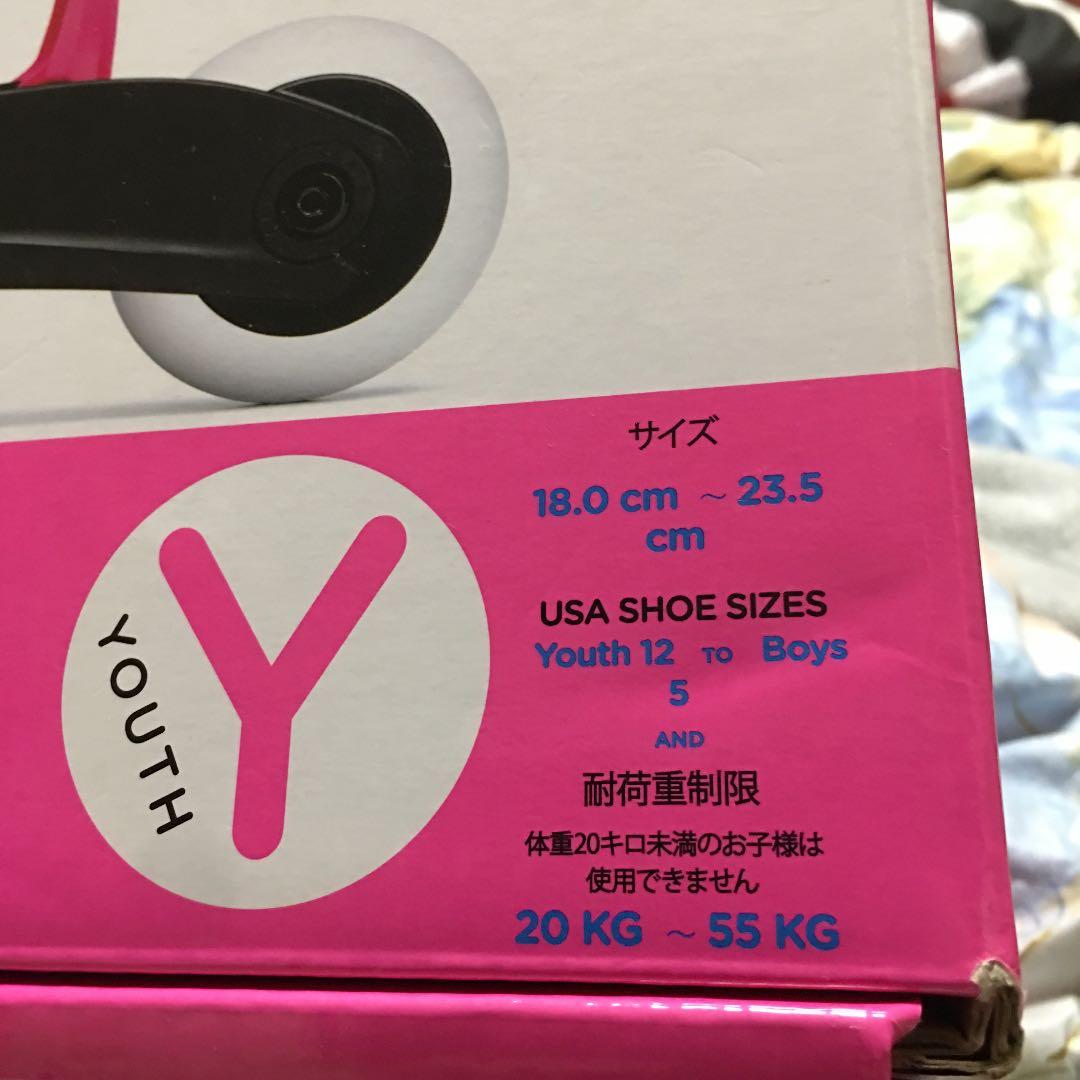 サイズ
18.0 cm ~ 23.5
cm
USA SHOE SIZES
Youth 12 TO Boys
5
AND
耐荷重制限
体重20キロ未満のお子様は
使用できません
20 KG ~ 55 KG
Y
YOUTH